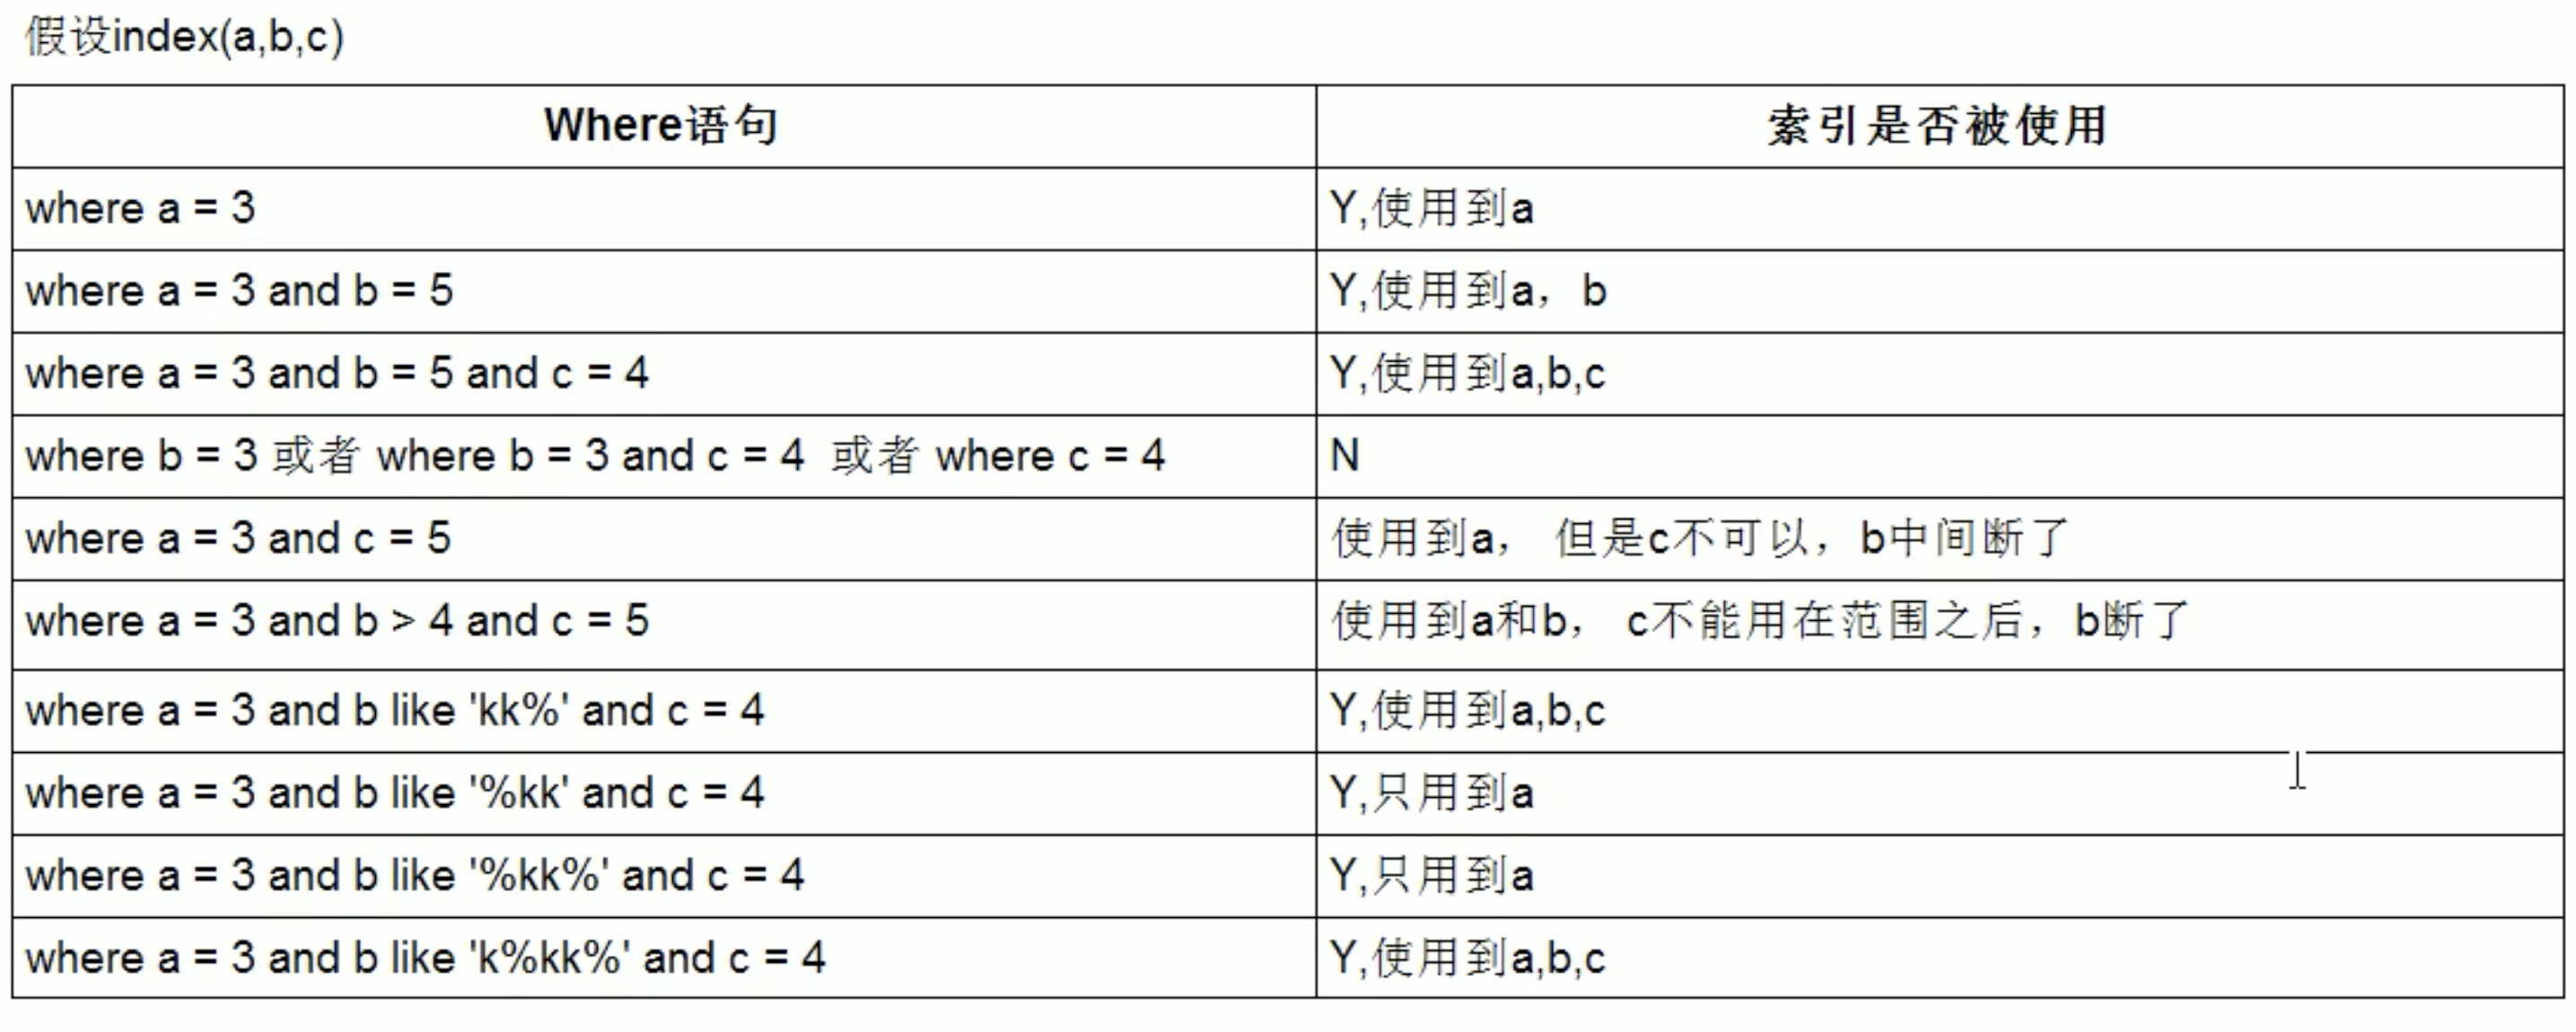 假设index(a,b,c)
Where语句 索引是否被使用
where a = 3 Y,使用到a
where a = 3 and b = 5 Y,使用到a，b
where a = 3 and b = 5 and c = 4 Y,使用到a,b,c
where b = 3 或者 where b = 3 and c = 4 或者 where c = 4 N
where a = 3 and c = 5 使用到a， 但是c不可以，b中间断了
where a = 3 and b > 4 and c = 5 使用到a和b， c不能用在范围之后，b断了
where a = 3 and b like 'kk%' and c = 4 Y,使用到a,b,c
where a = 3 and b like '%kk' and c = 4 Y,只用到a
where a = 3 and b like '%kk%' and c = 4 Y,只用到a
where a = 3 and b like 'k%kk%' and c = 4 Y,使用到a,b,c